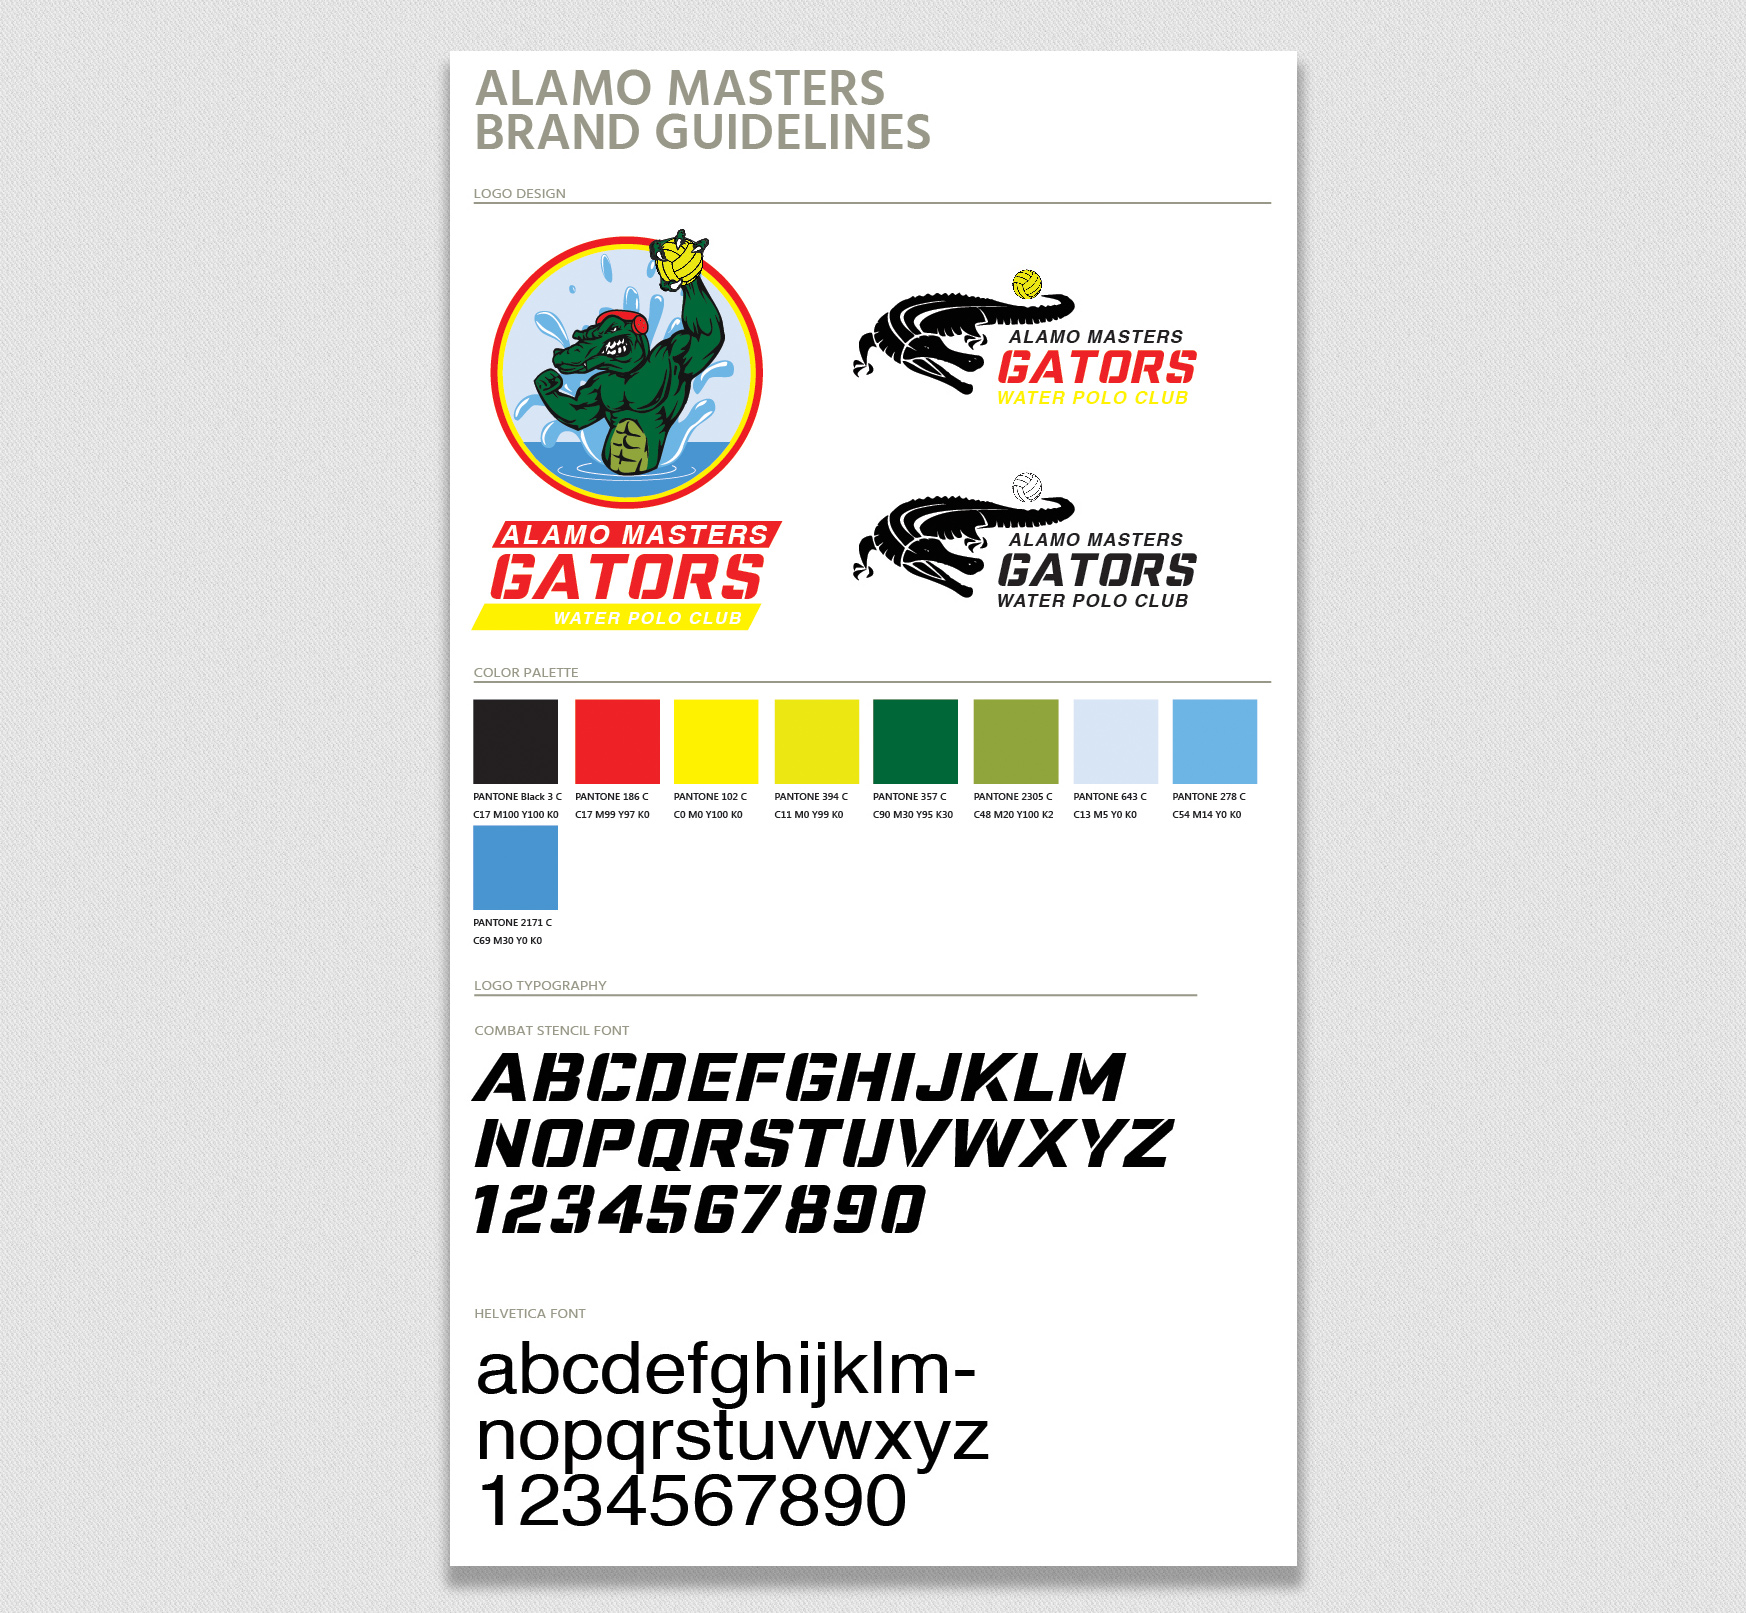 ALAMO MASTERS
BRAND GUIDELINES
LOGO DESIGN
ALAMO MASTERS
GATORS
WATER POLO CLUB
ALAMO MASTERS
GATORS
WATER POLO CLUB
ALAMO MASTERS
GATORS
WATER POLO CLUB
COLOR PALETTE
PANTONE Black 3 C
C17 M100 Y100 K0
PANTONE 186 C
C17 M99 Y97 K0
PANTONE 102 C
C0 M0 Y100 K0
PANTONE 394 C
C11 M0 Y99 K0
PANTONE 357 C
C90 M30 Y95 K30
PANTONE 2305 C
C48 M20 Y100 K2
PANTONE 643 C
C13 M5 Y0 K0
PANTONE 278 C
C54 M14 Y0 K0
PANTONE 2171 C
C69 M30 Y0 K0
LOGO TYPOGRAPHY
COMBAT STENCIL FONT
ABCDEFGHIJKLM
NOPQRSTUVWXYZ
1234567890
HELVETICA FONT
abcdefghijklm-
nopqrstuvwxyz
1234567890